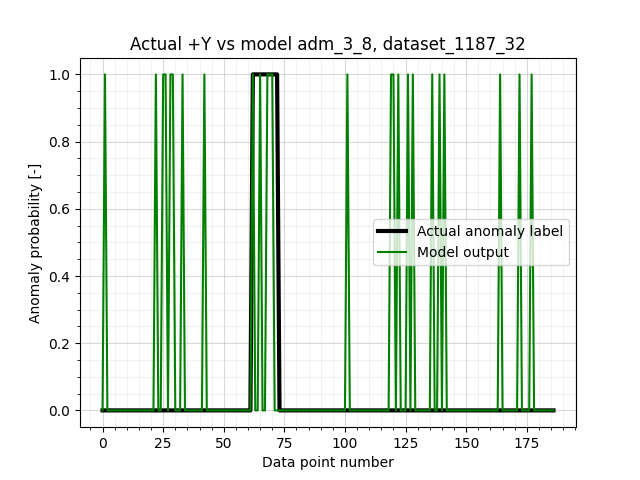 Actual +Y vs model adm_3_8, dataset_1187_32
1.0
0.8
0.6
0.4
0.2
0.0
Anomaly probability [-]
Actual anomaly label
Model output
0 25 50 75 100 125 150 175
Data point number